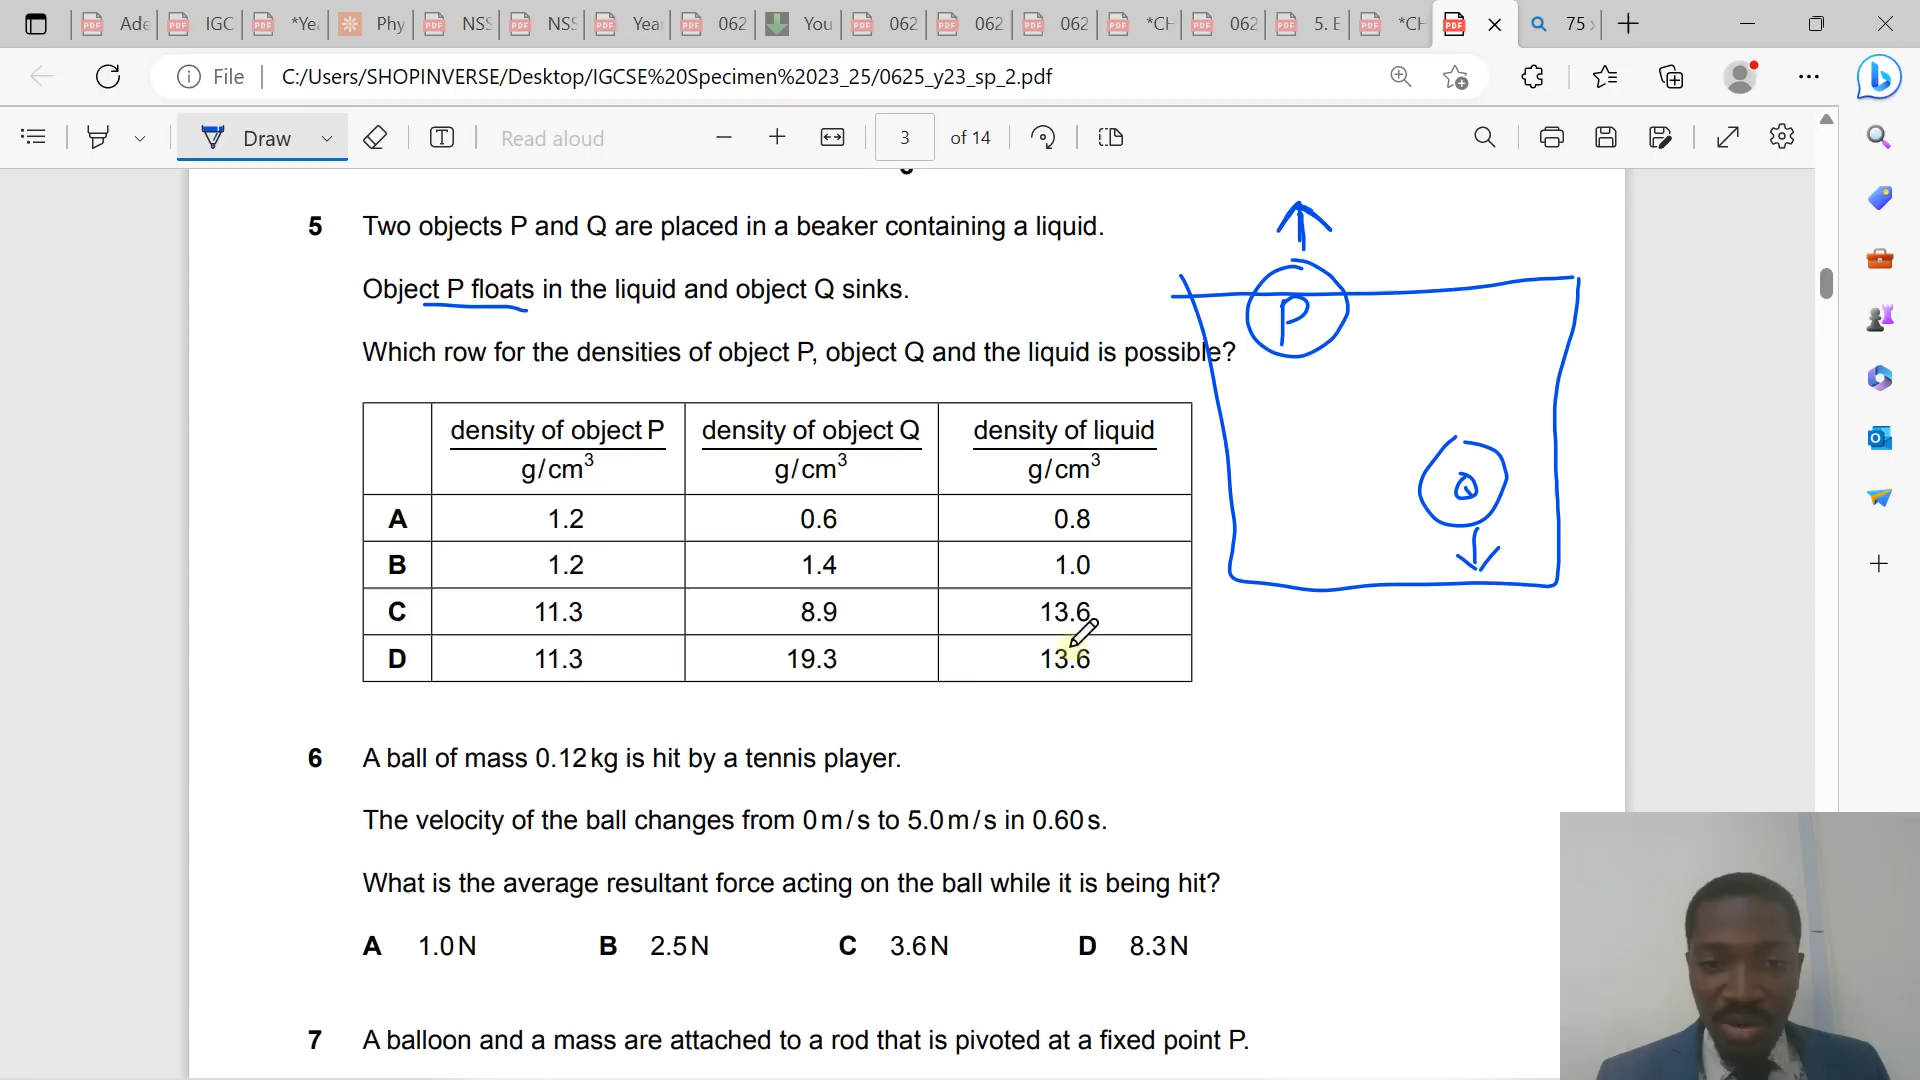 Ade
IGC
*Yea
Phy
NSS
NSS
Year
062
You
062
062
062
*CH
062
5. E
*CH
75
File
C:/Users/SHOPINVERSE/Desktop/IGCSE%20Specimen%2023_25/0625_y23_sp_2.pdf
Draw
Read aloud
3
of 14
5 Two objects P and Q are placed in a beaker containing a liquid.
Object P floats in the liquid and object Q sinks.
Which row for the densities of object P, object Q and the liquid is possible?
density of object P / g/cm³ density of object Q / g/cm³ density of liquid / g/cm³
A 1.2 0.6 0.8
B 1.2 1.4 1.0
C 11.3 8.9 13.6
D 11.3 19.3 13.6
P
Q
6 A ball of mass 0.12 kg is hit by a tennis player.
The velocity of the ball changes from 0 m/s to 5.0 m/s in 0.60 s.
What is the average resultant force acting on the ball while it is being hit?
A 1.0 N B 2.5 N C 3.6 N D 8.3 N
7 A balloon and a mass are attached to a rod that is pivoted at a fixed point P.